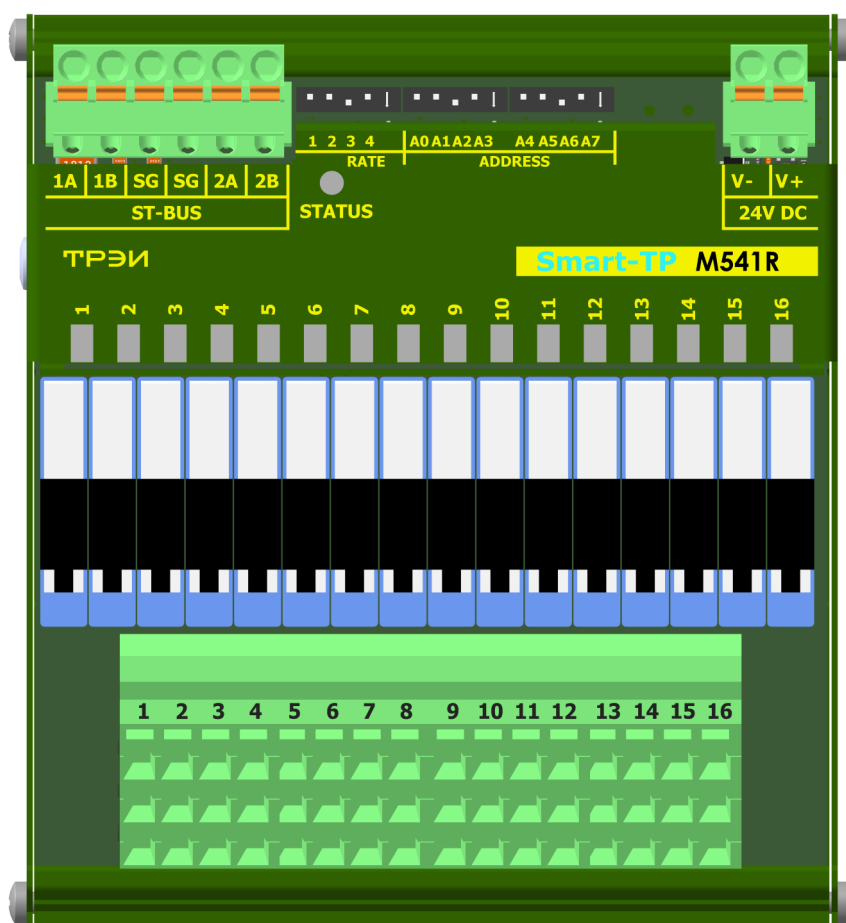 1 2 3 4 A0 A1 A2 A3 A4 A5 A6 A7
RATE ADDRESS
1A 1B SG SG 2A 2B
ST-BUS
STATUS
V- V+
24V DC
ТРЭИ
Smart-TP M541R
1 2 3 4 5 6 7 8 9 10 11 12 13 14 15 16
1 2 3 4 5 6 7 8 9 10 11 12 13 14 15 16